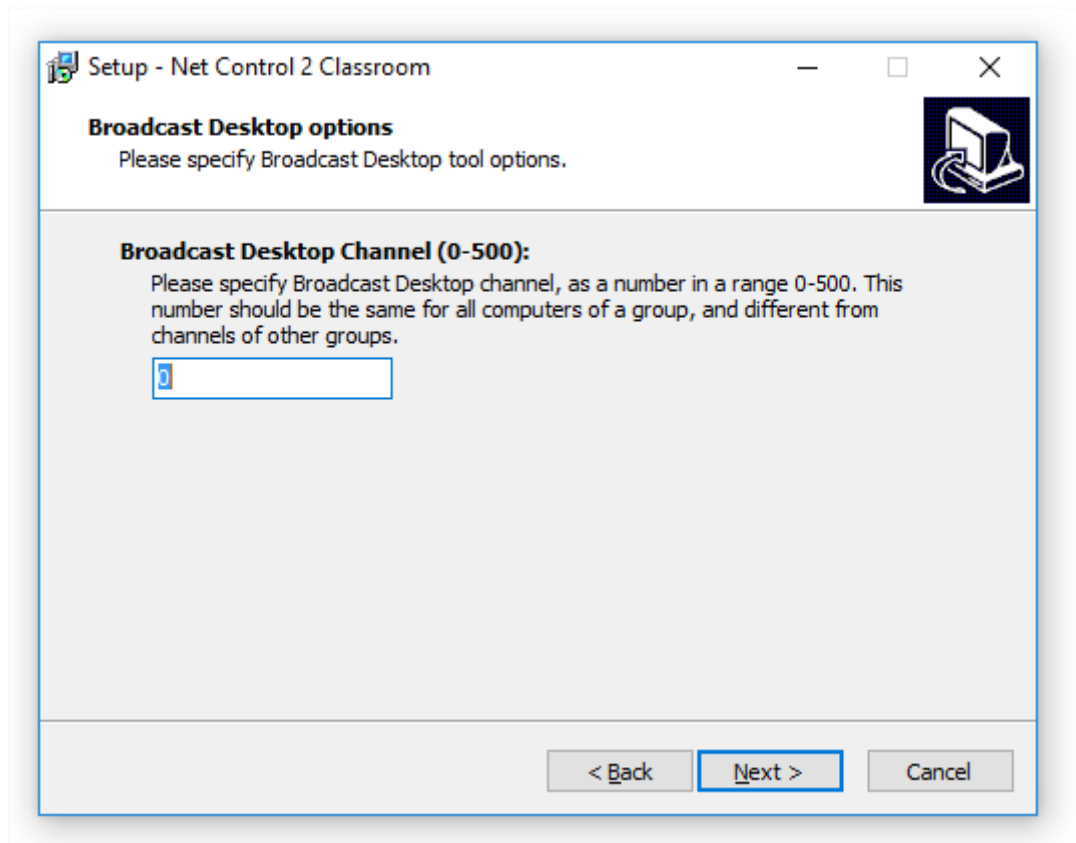 Setup - Net Control 2 Classroom
Broadcast Desktop options
Please specify Broadcast Desktop tool options.
Broadcast Desktop Channel (0-500):
Please specify Broadcast Desktop channel, as a number in a range 0-500. This
number should be the same for all computers of a group, and different from
channels of other groups.
0
< Back Next > Cancel